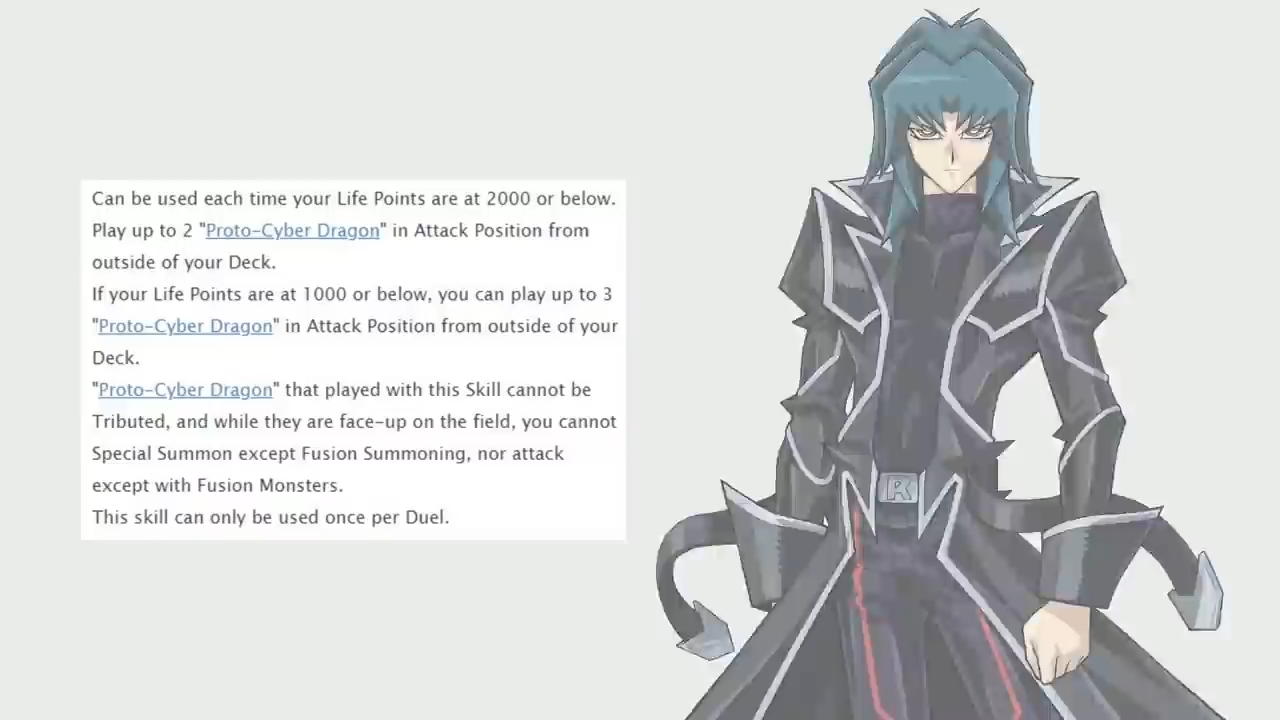 Can be used each time your Life Points are at 2000 or below.
Play up to 2 "Proto-Cyber Dragon" in Attack Position from
outside of your Deck.
If your Life Points are at 1000 or below, you can play up to 3
"Proto-Cyber Dragon" in Attack Position from outside of your
Deck.
"Proto-Cyber Dragon" that played with this Skill cannot be
Tributed, and while they are face-up on the field, you cannot
Special Summon except Fusion Summoning, nor attack
except with Fusion Monsters.
This skill can only be used once per Duel.
R